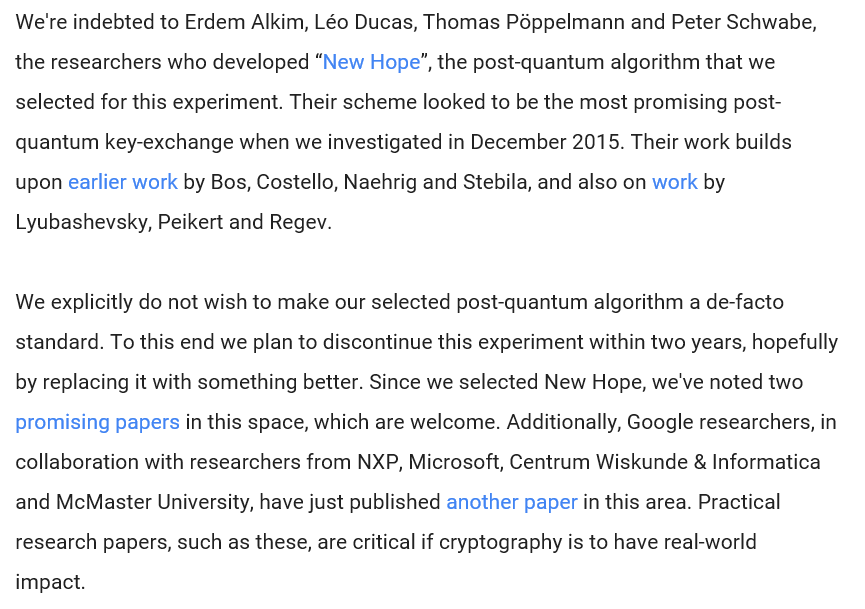 We're indebted to Erdem Alkim, Léo Ducas, Thomas Pöppelmann and Peter Schwabe,
the researchers who developed “New Hope”, the post-quantum algorithm that we
selected for this experiment. Their scheme looked to be the most promising post-
quantum key-exchange when we investigated in December 2015. Their work builds
upon earlier work by Bos, Costello, Naehrig and Stebila, and also on work by
Lyubashevsky, Peikert and Regev.
We explicitly do not wish to make our selected post-quantum algorithm a de-facto
standard. To this end we plan to discontinue this experiment within two years, hopefully
by replacing it with something better. Since we selected New Hope, we've noted two
promising papers in this space, which are welcome. Additionally, Google researchers, in
collaboration with researchers from NXP, Microsoft, Centrum Wiskunde & Informatica
and McMaster University, have just published another paper in this area. Practical
research papers, such as these, are critical if cryptography is to have real-world
impact.